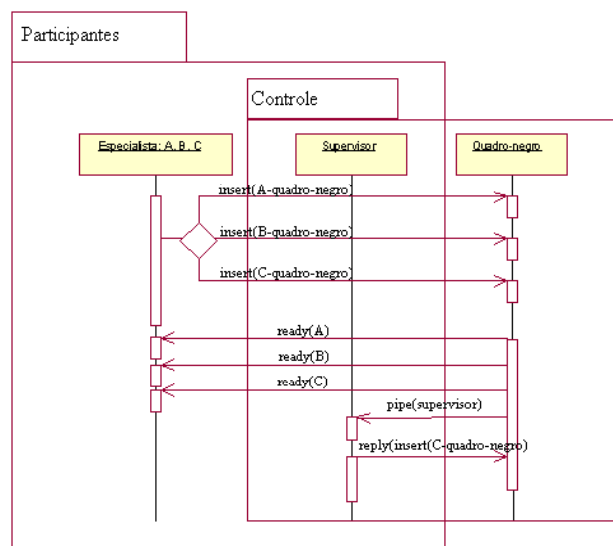 Participantes
Controle
Especialista: A. B. C
Supervisor
Quadro-negro
insert(A-quadro-negro)
insert(B-quadro-negro)
insert(C-quadro-negro)
ready(A)
ready(B)
ready(C)
pipe(supervisor)
reply(insert(C-quadro-negro)